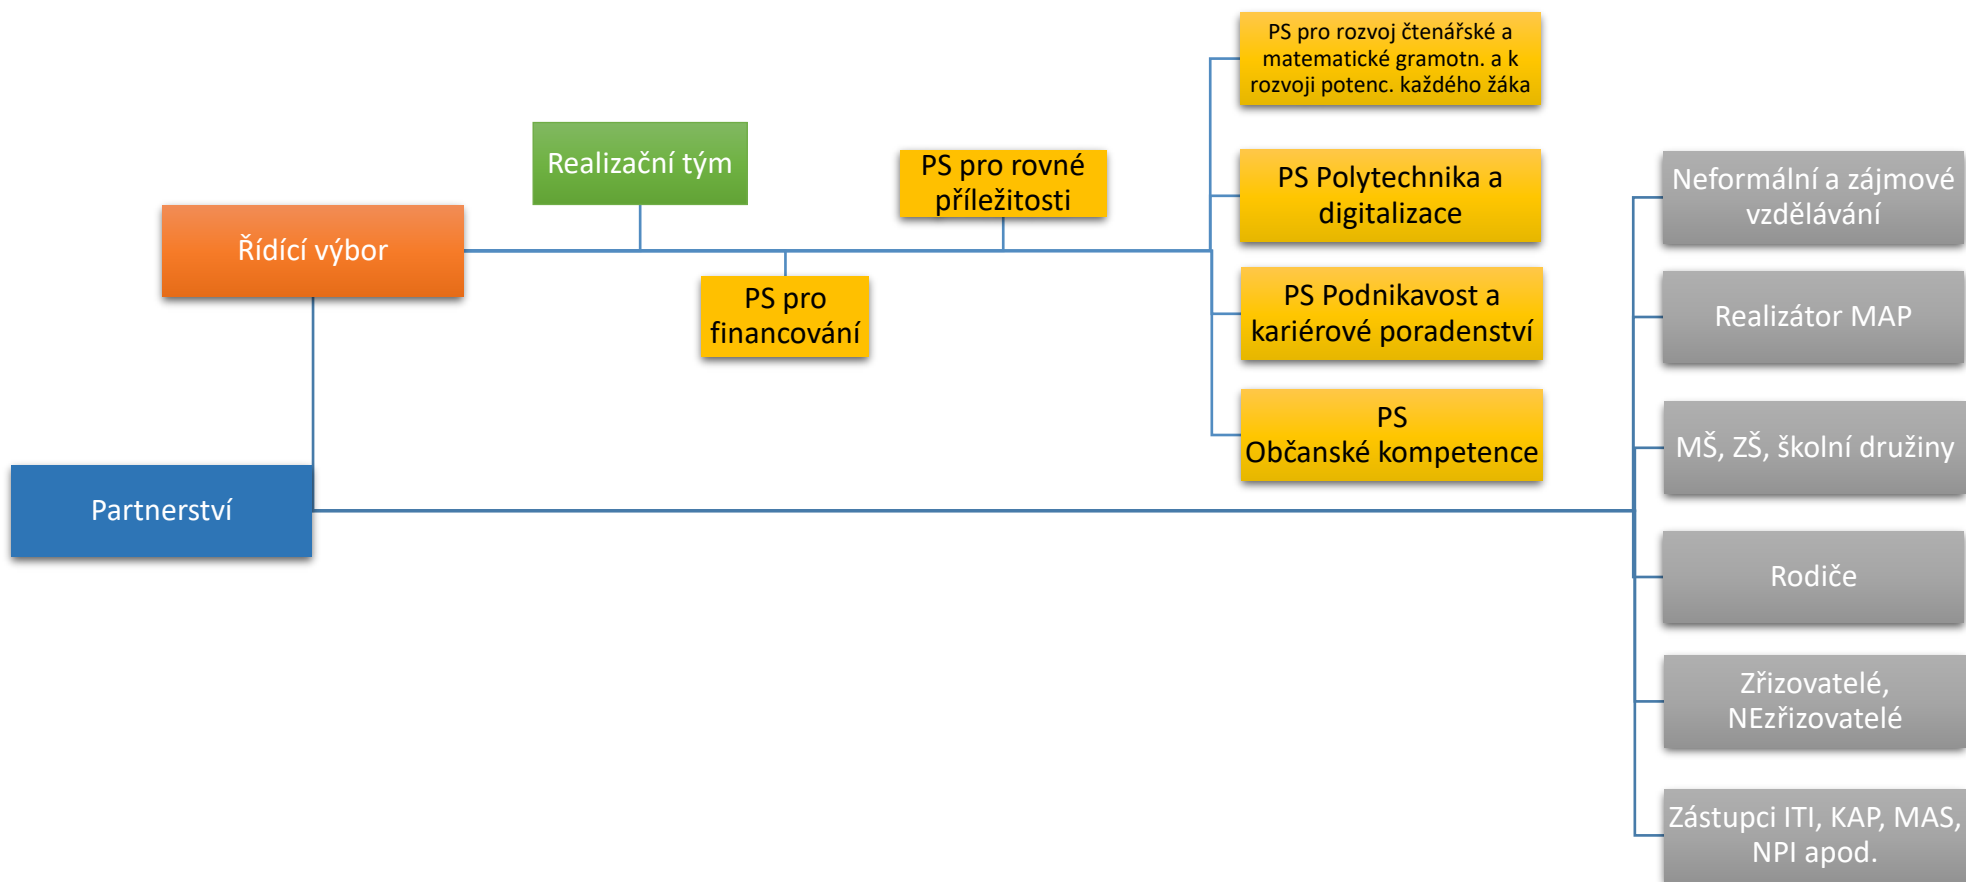 PS pro rozvoj čtenářské a
matematické gramotn. a k
rozvoji potenc. každého žáka
Realizační tým
PS pro rovné
příležitosti
PS Polytechnika a
digitalizace
Neformální a zájmové
vzdělávání
Řídící výbor
PS pro
financování
PS Podnikavost a
kariérové poradenství
Realizátor MAP
PS
Občanské kompetence
MŠ, ZŠ, školní družiny
Partnerství
Rodiče
Zřizovatelé,
NEzřizovatelé
Zástupci ITI, KAP, MAS,
NPI apod.